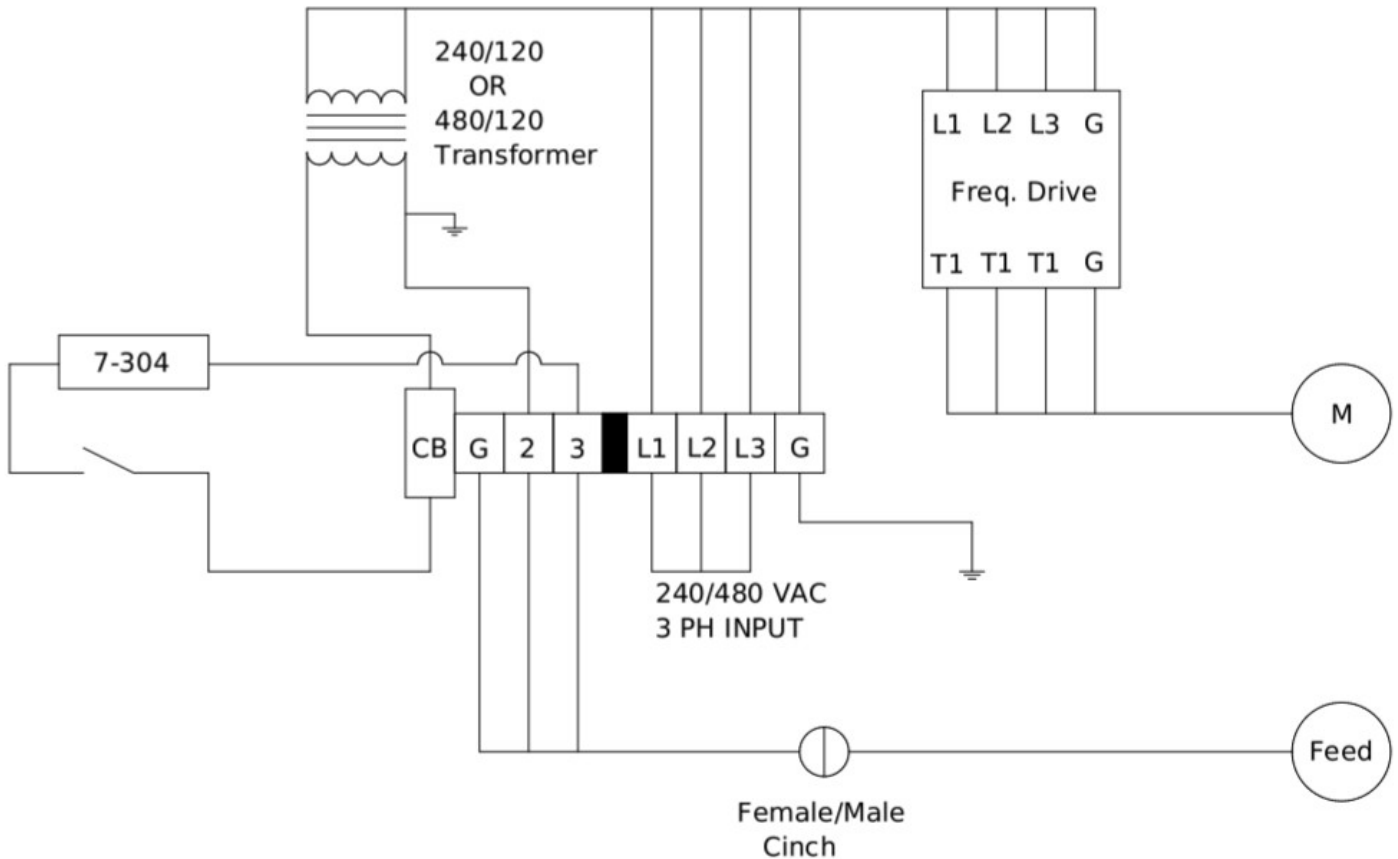 240/120
OR
480/120
Transformer
L1 L2 L3 G
Freq. Drive
T1 T1 T1 G
7-304
M
CB G 2 3 L1 L2 L3 G
240/480 VAC
3 PH INPUT
Feed
Female/Male
Cinch